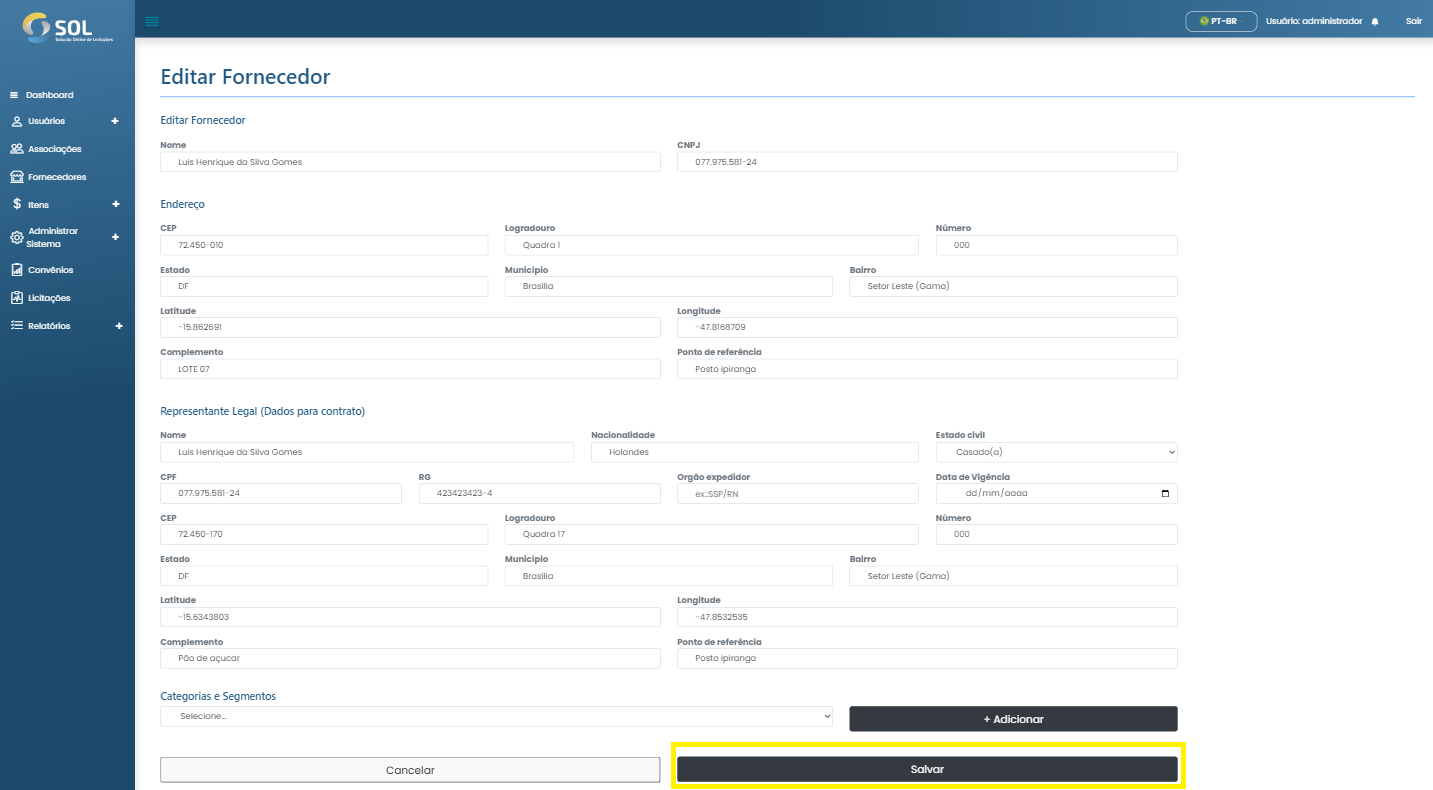 SOL
Solução Online de Licitações
PT-BR
Usuário: administrador
Sair
Dashboard
Usuários +
Associações
Fornecedores
Itens +
Administrar
Sistema +
Convênios
Licitações
Relatórios +
Editar Fornecedor
Editar Fornecedor
Nome CNPJ
Luis Henrique da Silva Gomes 077.975.581-24
Endereço
CEP Logradouro Número
72.450-010 Quadra 1 000
Estado Município Bairro
DF Brasília Setor Leste (Gama)
Latitude Longitude
-15.862691 -47.8168709
Complemento Ponto de referência
LOTE 07 Posto ipiranga
Representante Legal (Dados para contrato)
Nome Nacionalidade Estado civil
Luis Henrique da Silva Gomes Holandes Casado(a)
CPF RG Orgão expedidor Data de Vigência
077.975.581-24 423423423-4 ex.:SSP/RN dd/mm/aaaa
CEP Logradouro Número
72.450-170 Quadra 17 000
Estado Município Bairro
DF Brasília Setor Leste (Gama)
Latitude Longitude
-15.6343803 -47.8532535
Complemento Ponto de referência
Pão de açucar Posto ipiranga
Categorias e Segmentos
Selecione... + Adicionar
Cancelar Salvar